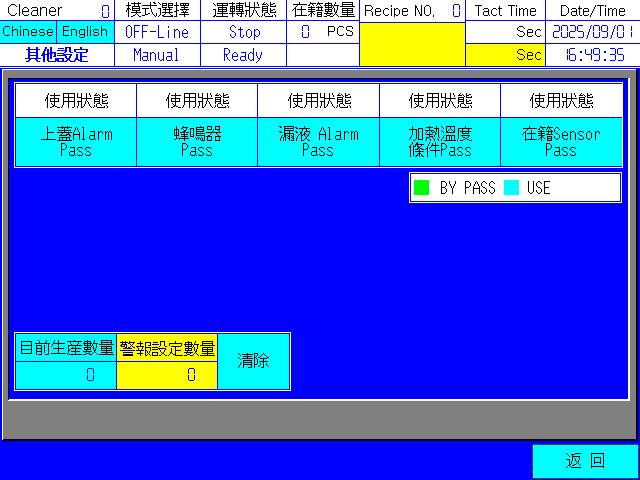 Cleaner 0 模式選擇 運轉狀態 在籍數量 Recipe NO. 0 Tact Time Date/Time
Chinese English OFF-Line Stop 0 PCS Sec 2025/09/01
其他設定 Manual Ready Sec 16:49:35
使用狀態 使用狀態 使用狀態 使用狀態 使用狀態
上蓋Alarm 蜂鳴器 漏液 Alarm 加熱溫度 在籍Sensor
Pass Pass Pass 條件Pass Pass
BY PASS USE
目前生産數量 警報設定數量 清除
0 0
返 回